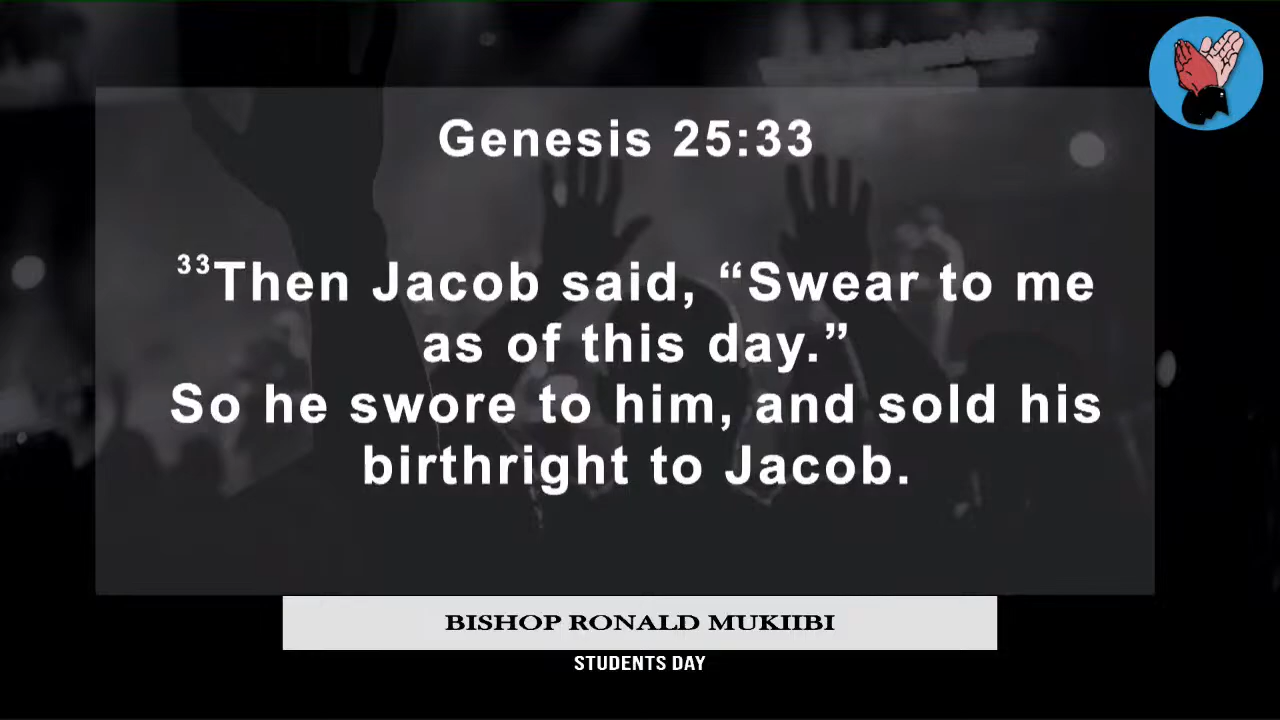 Genesis 25:33
33Then Jacob said, “Swear to me
as of this day.”
So he swore to him, and sold his
birthright to Jacob.
BISHOP RONALD MUKIIBI
STUDENTS DAY